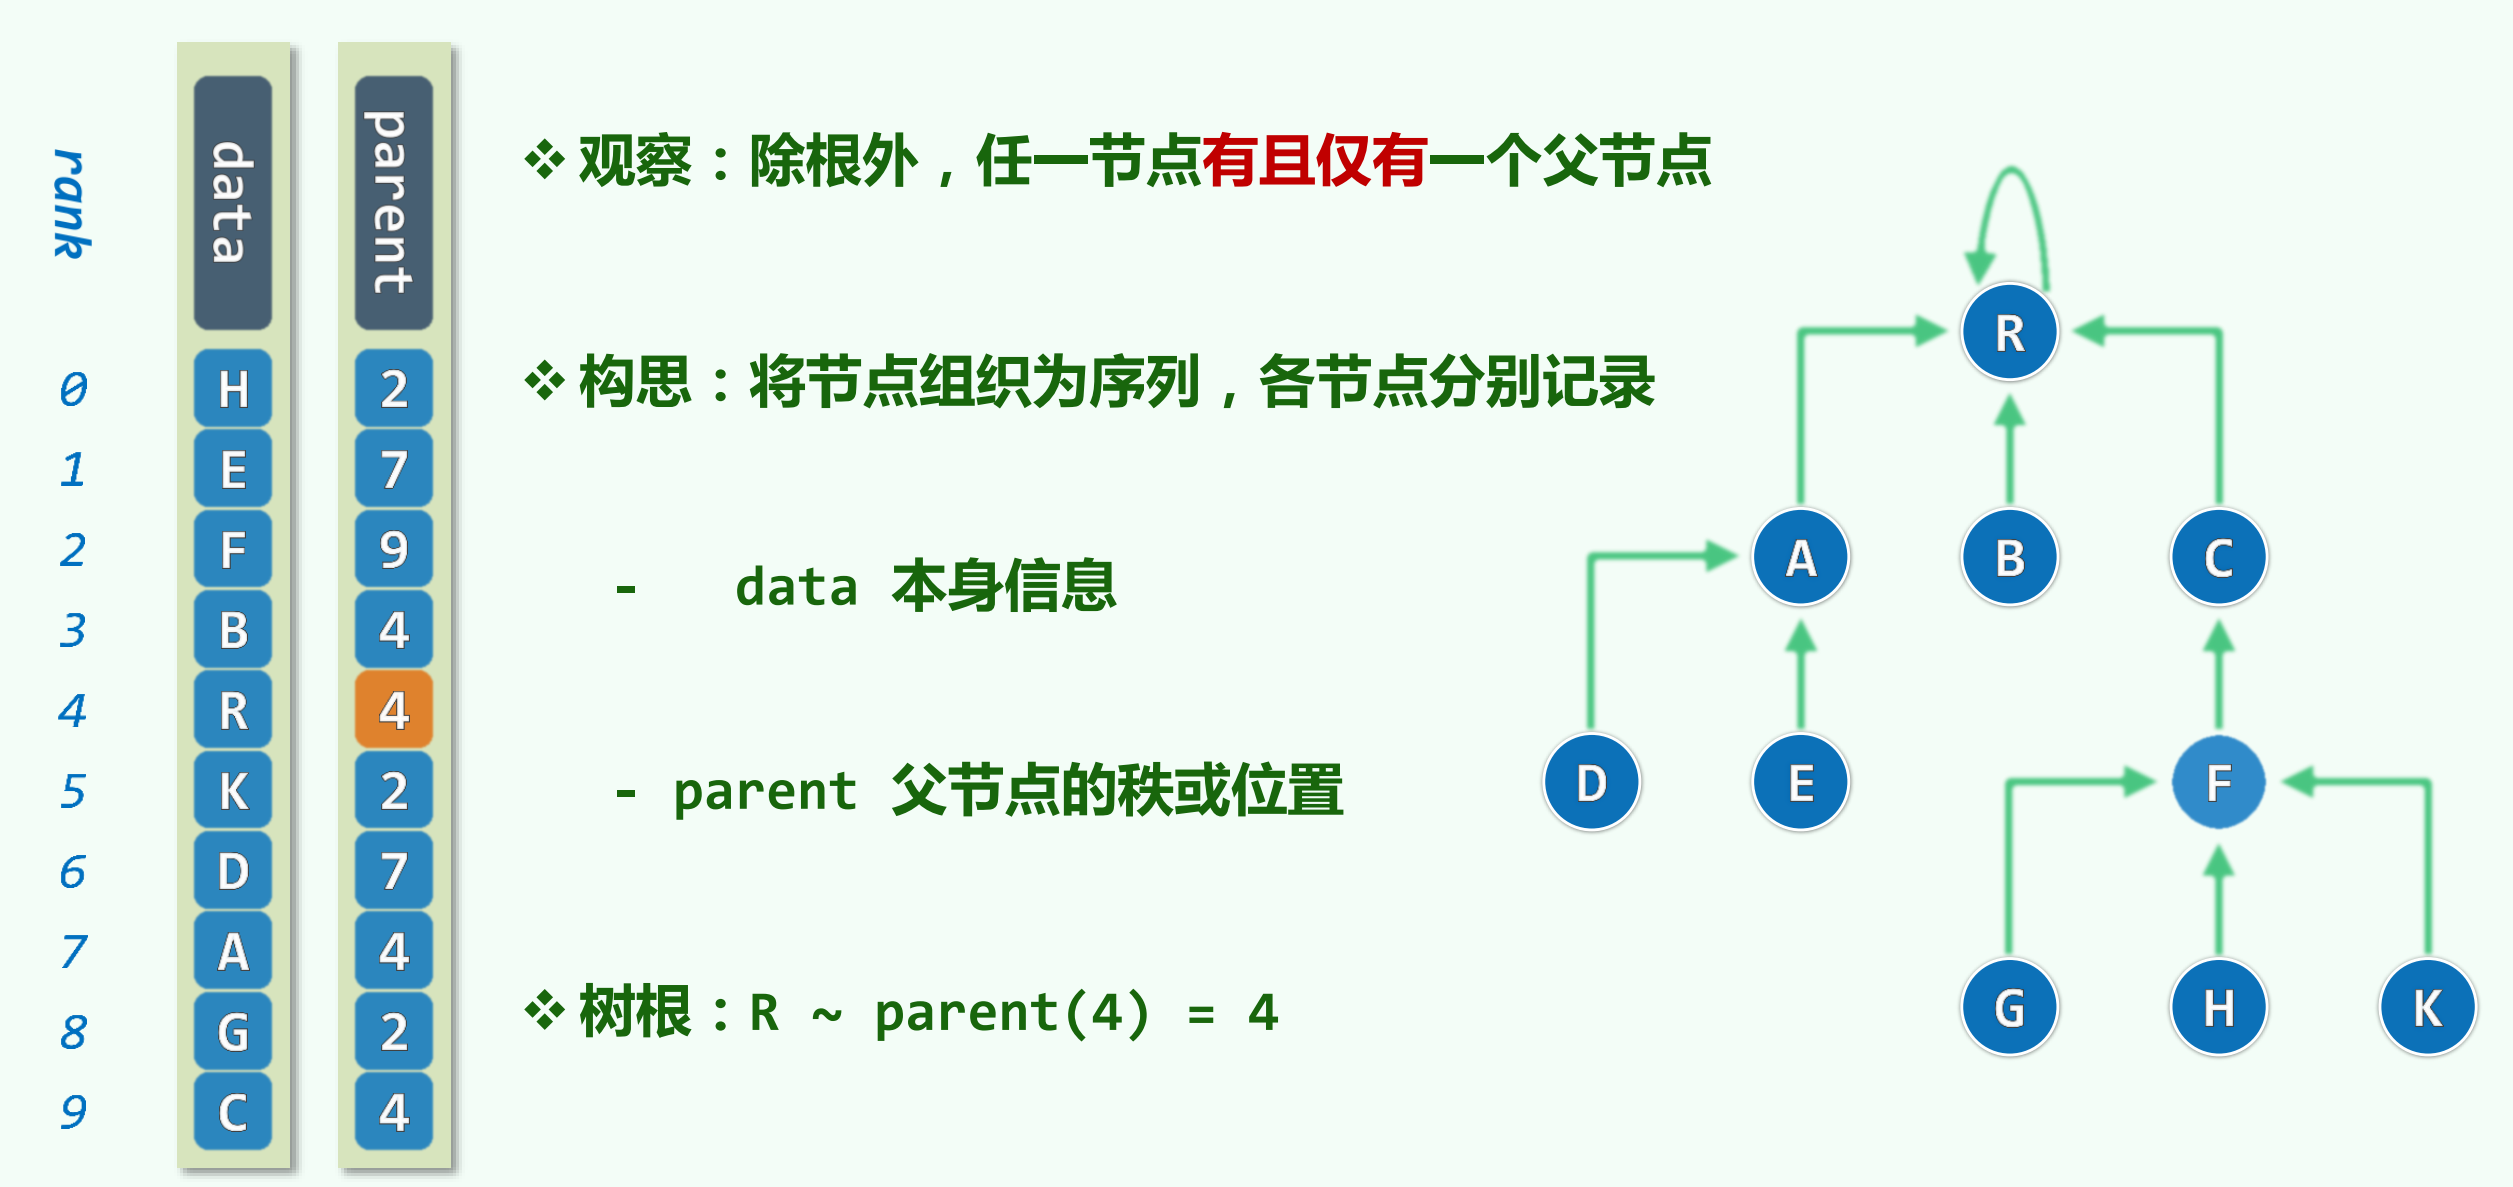 rank data parent
0 H 2
1 E 7
2 F 9
3 B 4
4 R 4
5 K 2
6 D 7
7 A 4
8 G 2
9 C 4
❖ 观察：除根外，任一节点有且仅有一个父节点
❖ 构思：将节点组织为序列，各节点分别记录
- data 本身信息
- parent 父节点的秩或位置
❖ 树根：R ~ parent(4) = 4
R
A B C
D E F
G H K